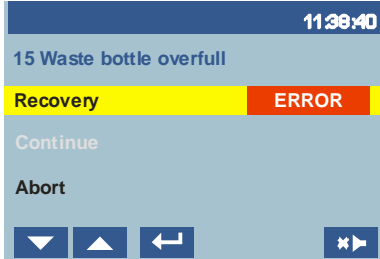 11:38:40
15 Waste bottle overfull
Recovery ERROR
Continue
Abort